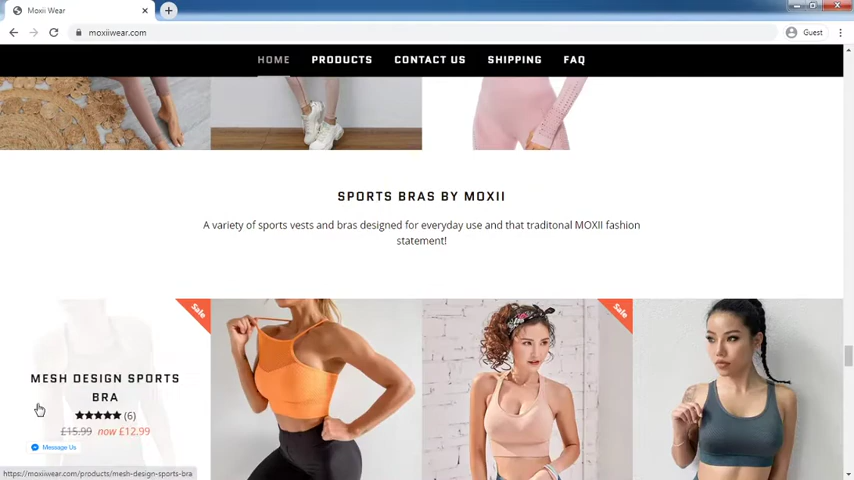 Moxii Wear
moxiiwear.com
Guest
HOME PRODUCTS CONTACT US SHIPPING FAQ
SPORTS BRAS BY MOXII
A variety of sports vests and bras designed for everyday use and that traditonal MOXII fashion
statement!
Sale
Sale
MESH DESIGN SPORTS
BRA
★★★★★ (6)
£15.99 now £12.99
Message Us
https://moxiiwear.com/products/mesh-design-sports-bra